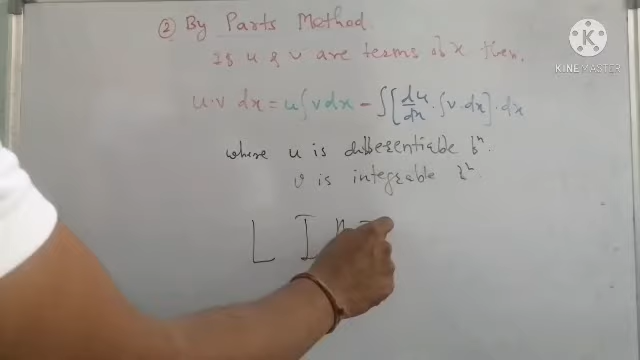 ② By Parts Method
If u & v are terms of x then.
u·v dx = u∫vdx − ∫[du/dx · ∫v·dx]·dx
where u is differentiable fⁿ.
v is integrable fⁿ.
L I
KINEMASTER